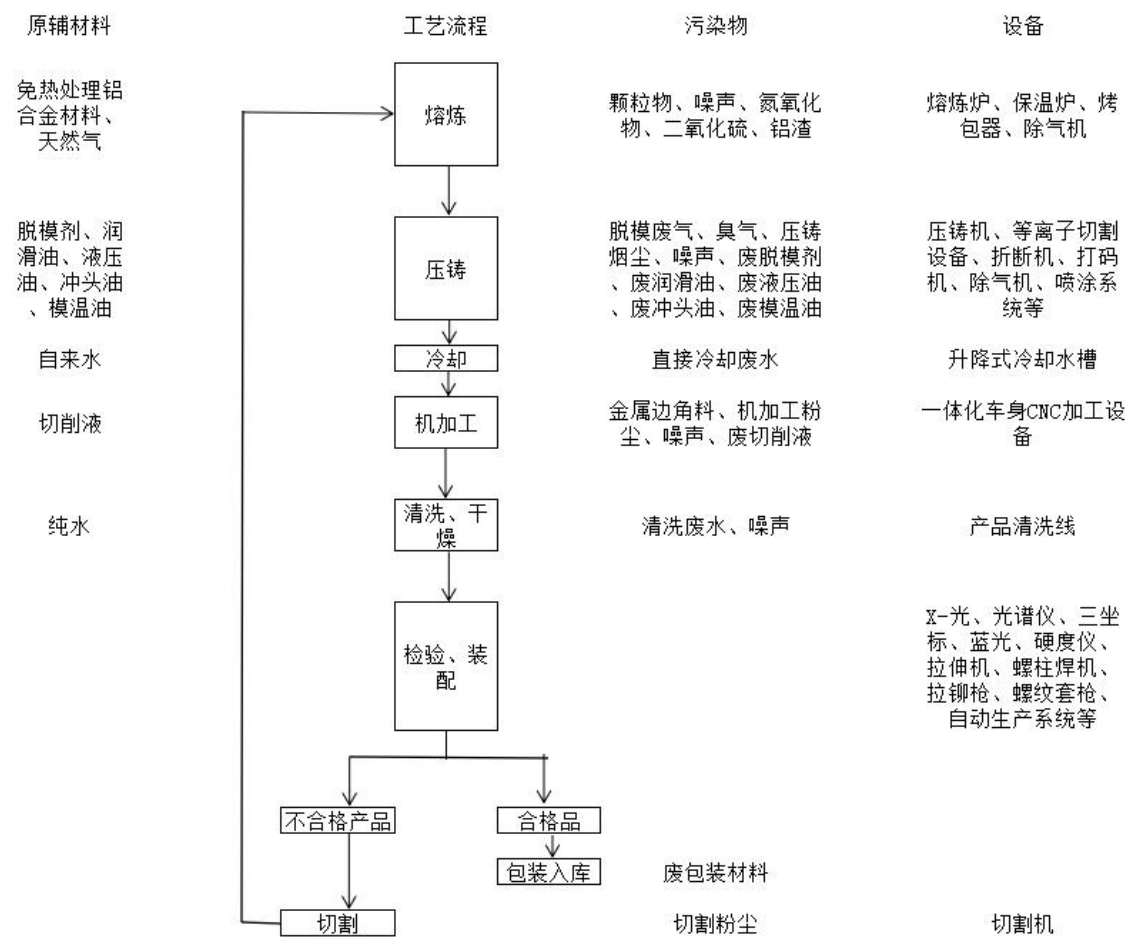 原辅材料 工艺流程 污染物 设备
免热处理铝
合金材料、
天然气
熔炼
颗粒物、噪声、氮氧化
物、二氧化硫、铝渣
熔炼炉、保温炉、烤
包器、除气机
脱模剂、润
滑油、液压
油、冲头油
、模温油
压铸
脱模废气、臭气、压铸
烟尘、噪声、废脱模剂
、废润滑油、废液压油
、废冲头油、废模温油
压铸机、等离子切割
设备、折断机、打码
机、除气机、喷涂系
统等
自来水
冷却
直接冷却废水
升降式冷却水槽
切削液
机加工
金属边角料、机加工粉
尘、噪声、废切削液
一体化车身CNC加工设
备
纯水
清洗、干
燥
清洗废水、噪声
产品清洗线
检验、装
配
X-光、光谱仪、三坐
标、蓝光、硬度仪、
拉伸机、螺柱焊机、
拉铆枪、螺纹套枪、
自动生产系统等
不合格产品
合格品
包装入库
废包装材料
切割
切割粉尘
切割机